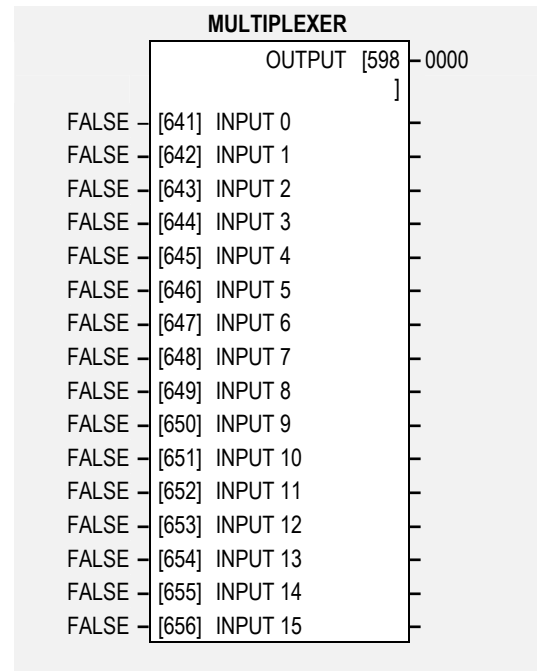 MULTIPLEXER
OUTPUT [598 0000
]
FALSE [641] INPUT 0
FALSE [642] INPUT 1
FALSE [643] INPUT 2
FALSE [644] INPUT 3
FALSE [645] INPUT 4
FALSE [646] INPUT 5
FALSE [647] INPUT 6
FALSE [648] INPUT 7
FALSE [649] INPUT 8
FALSE [650] INPUT 9
FALSE [651] INPUT 10
FALSE [652] INPUT 11
FALSE [653] INPUT 12
FALSE [654] INPUT 13
FALSE [655] INPUT 14
FALSE [656] INPUT 15